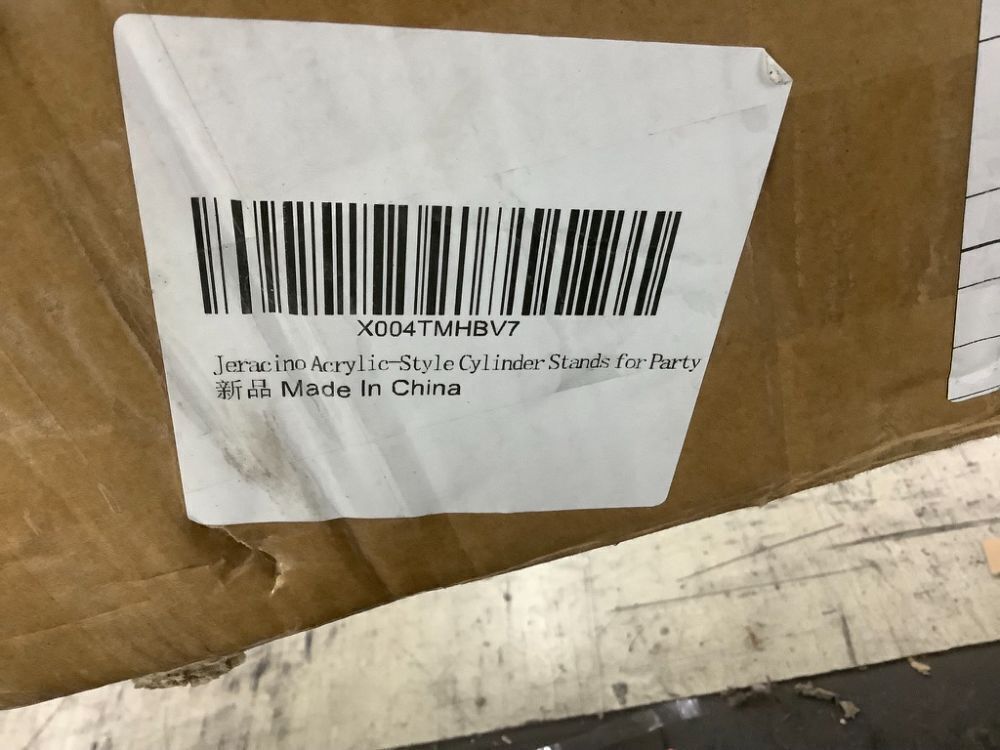 X004TMHBV7
Jeracino Acrylic-Style Cylinder Stands for Party
新品 Made In China